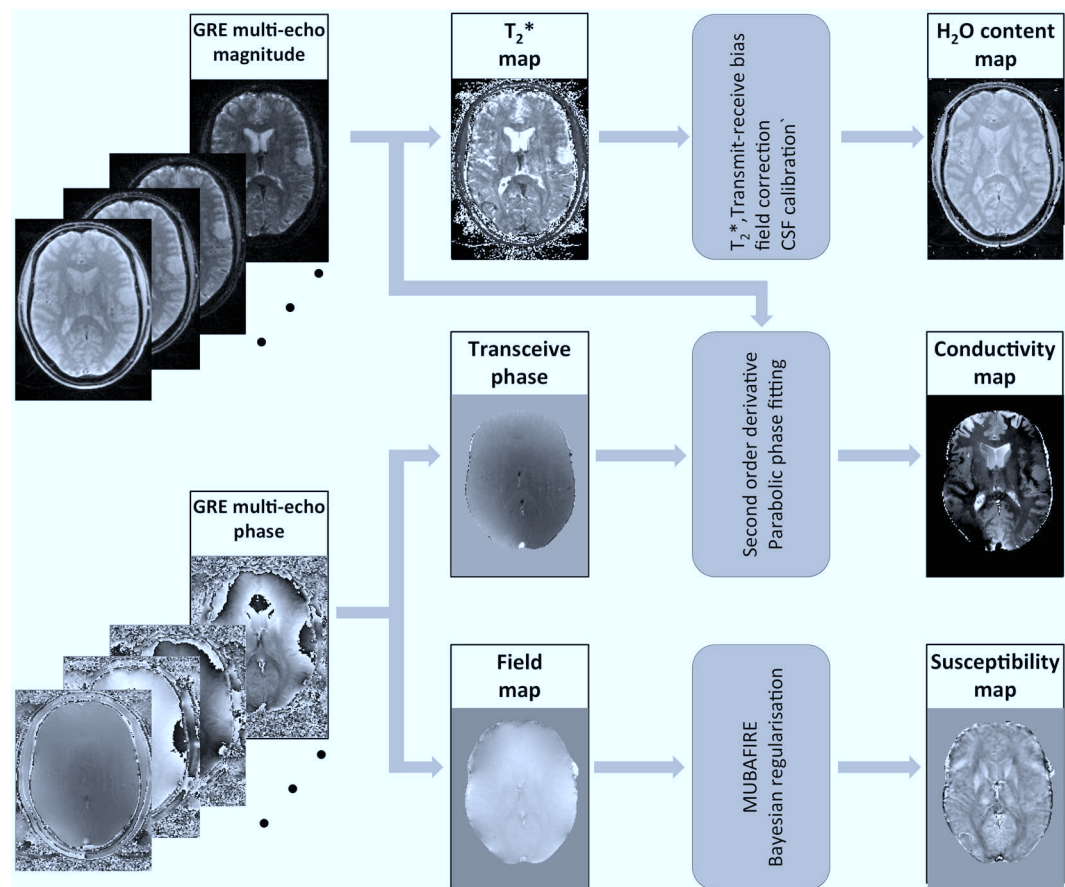 GRE multi-echo
magnitude
T2*
map
T2*,Transmit-receive bias
field correction
CSF calibration`
H2O content
map
Transceive
phase
Second order derivative
Parabolic phase fitting
Conductivity
map
GRE multi-echo
phase
Field
map
MUBAFIRE
Bayesian regularisation
Susceptibility
map